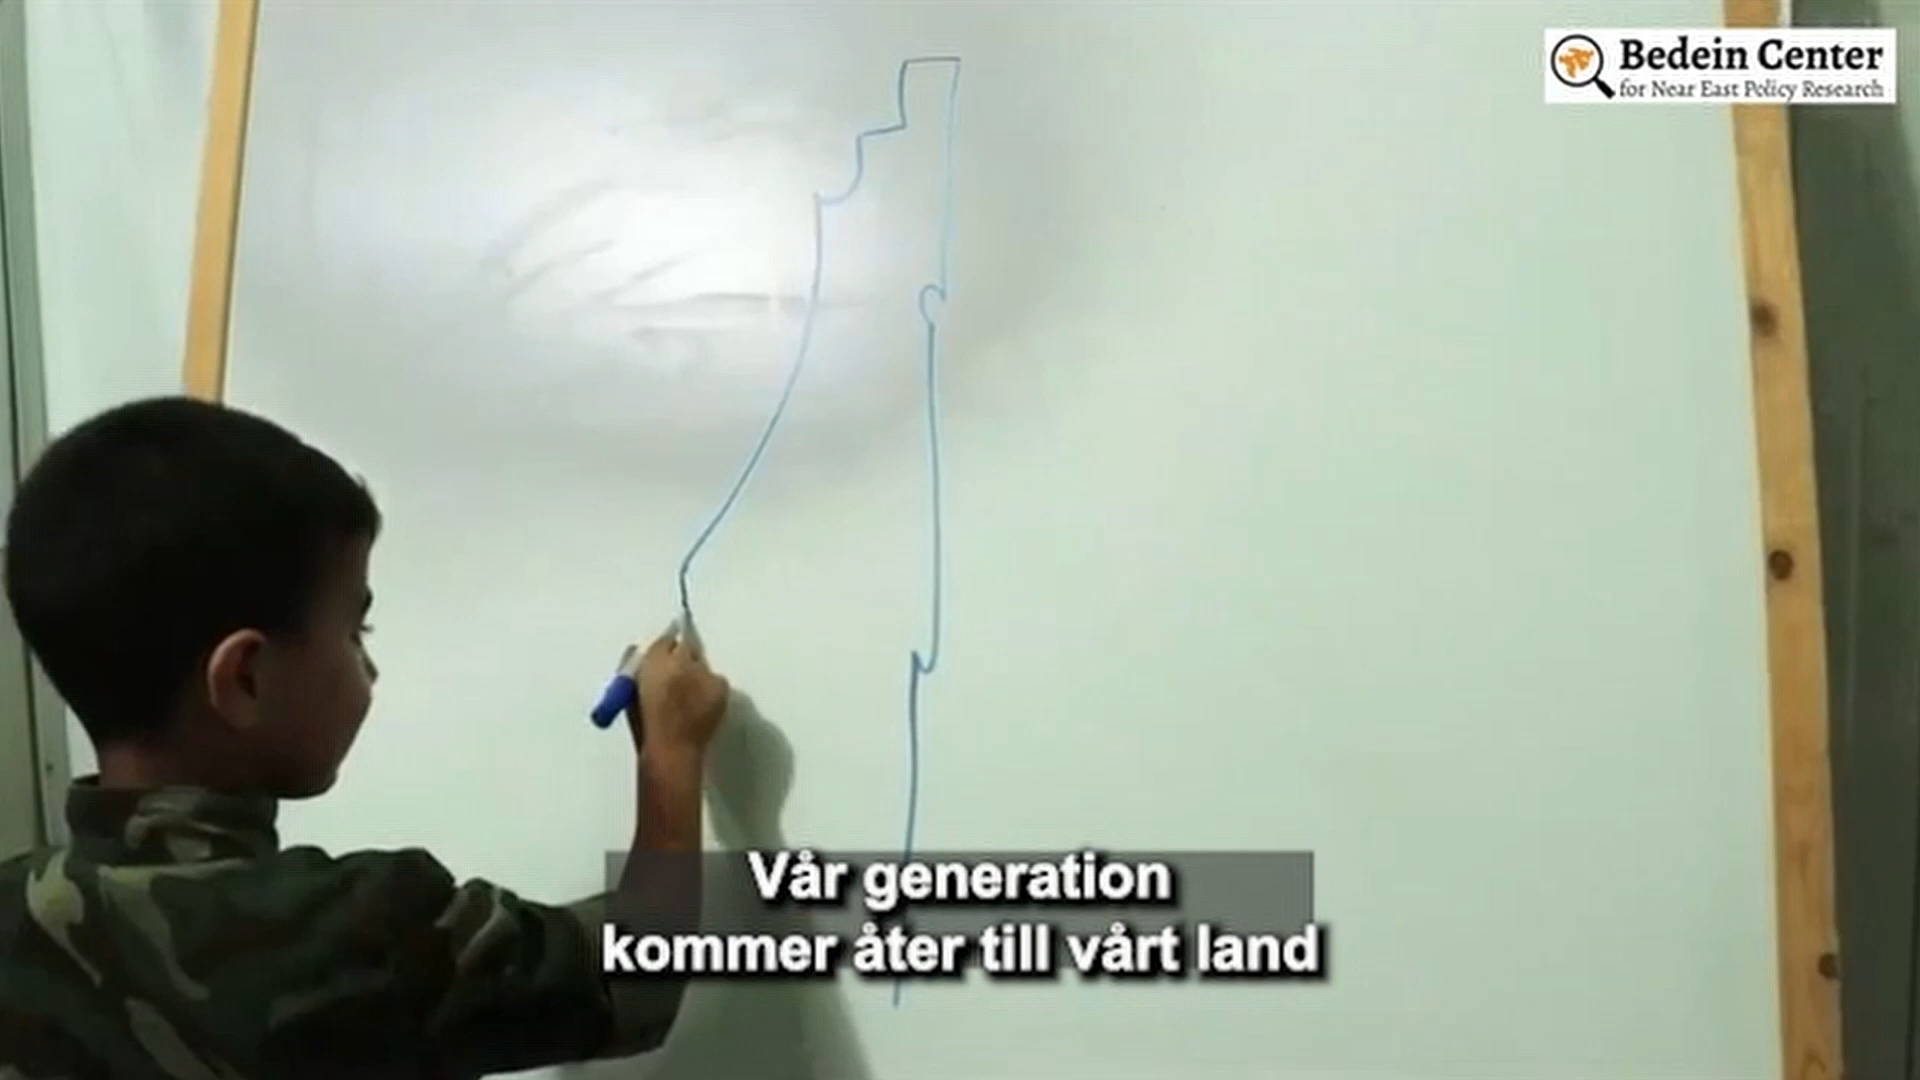 Bedein Center
for Near East Policy Research
Vår generation
kommer åter till vårt land